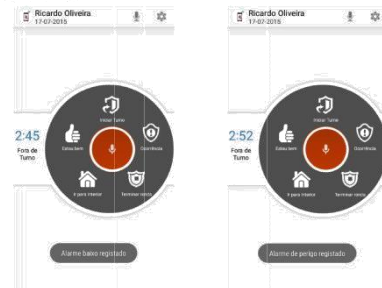 Ricardo Oliveira
17-07-2015
Iniciar Turno
2:45
Fora de
Turno
Estou bem
Ocorrência
Ir para Interior
Terminar ronda
Alarme baixo registado
Ricardo Oliveira
17-07-2015
Iniciar Turno
2:52
Fora de
Turno
Estou bem
Ocorrência
Ir para Interior
Terminar ronda
Alarme de perigo registado